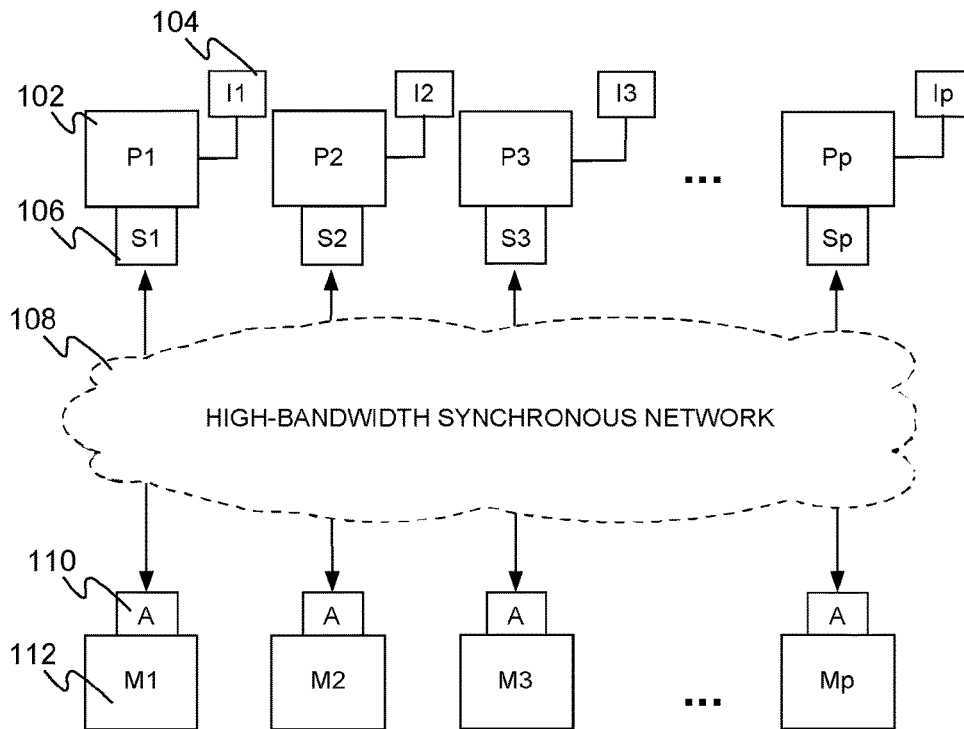 104
I1 I2 I3 Ip
102
P1 P2 P3 ... Pp
106
S1 S2 S3 Sp
108
HIGH-BANDWIDTH SYNCHRONOUS NETWORK
110
A A A A
112
M1 M2 M3 ... Mp